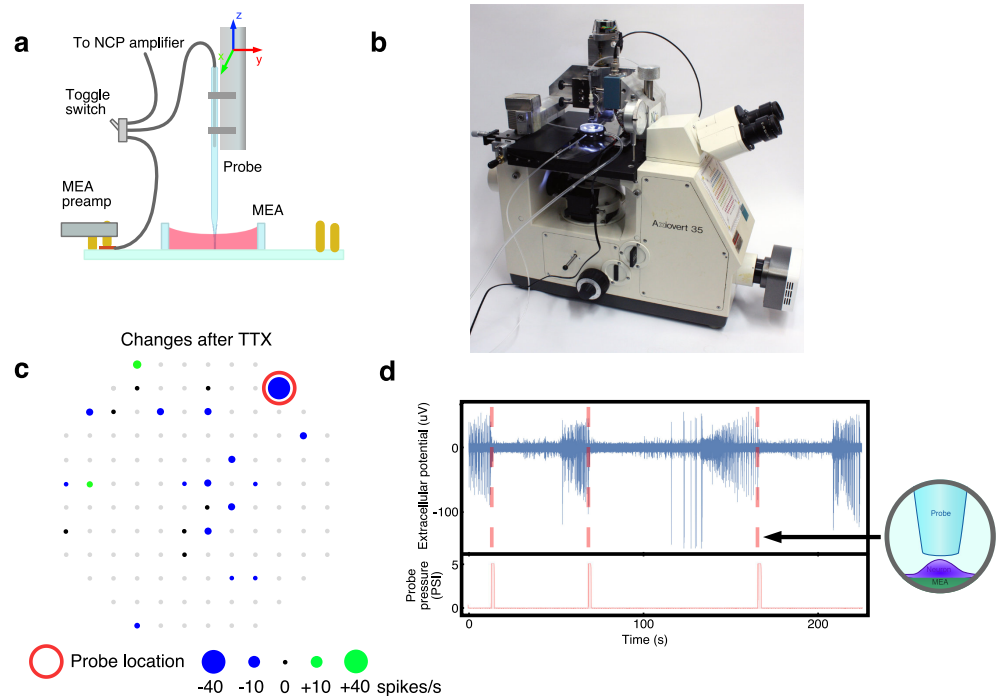 a
z
To NCP amplifier
x
y
Toggle
switch
Probe
MEA
preamp
MEA
b
Axiovert 35
Changes after TTX
c
Probe location
-40 -10 0 +10 +40 spikes/s
d
Extracellular potential (uV)
0
-100
Probe
pressure
(PSI)
5
0
0 100 200
Time (s)
Probe
Neuron
MEA